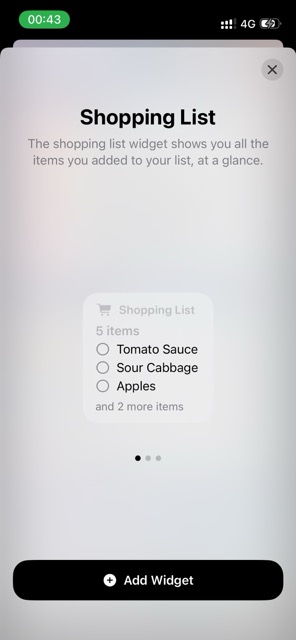 00:43
4G
Shopping List
The shopping list widget shows you all the
items you added to your list, at a glance.
Shopping List
5 items
Tomato Sauce
Sour Cabbage
Apples
and 2 more items
Add Widget